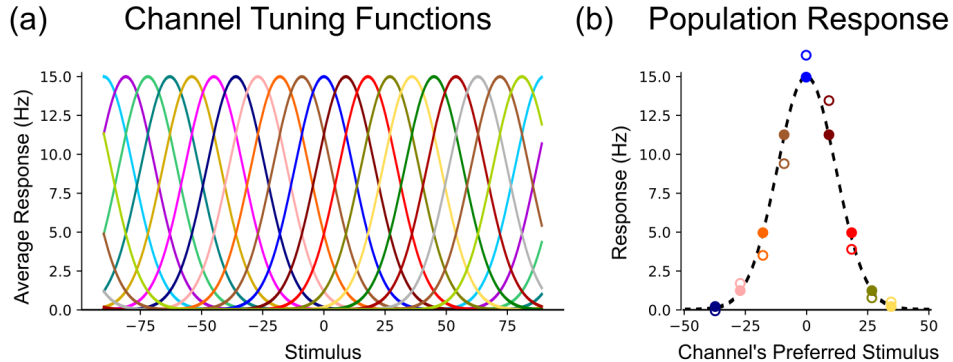 (a) Channel Tuning Functions
15.0
12.5
10.0
7.5
5.0
2.5
0.0
Average Response (Hz)
−75 −50 −25 0 25 50 75
Stimulus
(b) Population Response
15.0
12.5
10.0
7.5
5.0
2.5
0.0
Response (Hz)
−50 −25 0 25 50
Channel's Preferred Stimulus